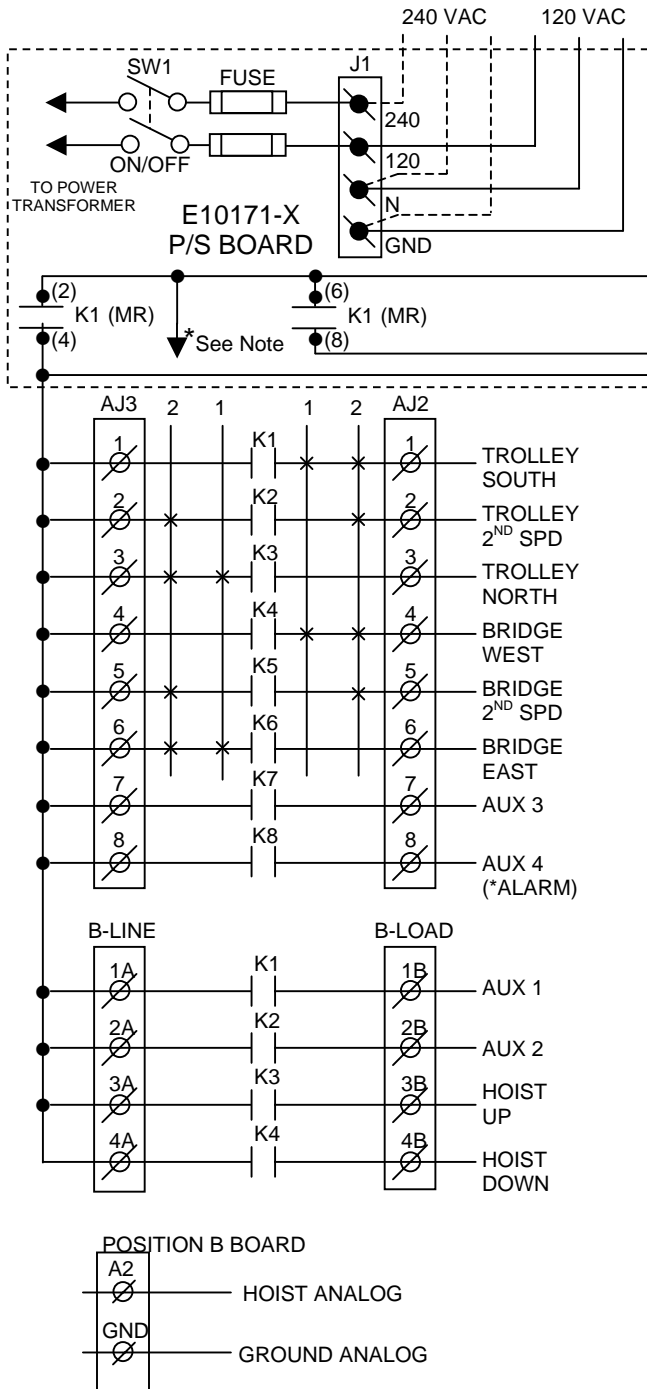 240 VAC 120 VAC
SW1 FUSE J1
240
120
ON/OFF
N
GND
TO POWER
TRANSFORMER
E10171-X
P/S BOARD
(2) (6)
K1 (MR) K1 (MR)
(4) *See Note (8)
AJ3 2 1 1 2 AJ2
1 K1 1 TROLLEY
SOUTH
2 K2 2 TROLLEY
2ND SPD
3 K3 3 TROLLEY
NORTH
4 K4 4 BRIDGE
WEST
5 K5 5 BRIDGE
2ND SPD
6 K6 6 BRIDGE
EAST
7 K7 7 AUX 3
8 K8 8 AUX 4
(*ALARM)
B-LINE B-LOAD
1A K1 1B AUX 1
2A K2 2B AUX 2
3A K3 3B HOIST
UP
4A K4 4B HOIST
DOWN
POSITION B BOARD
A2 HOIST ANALOG
GND GROUND ANALOG